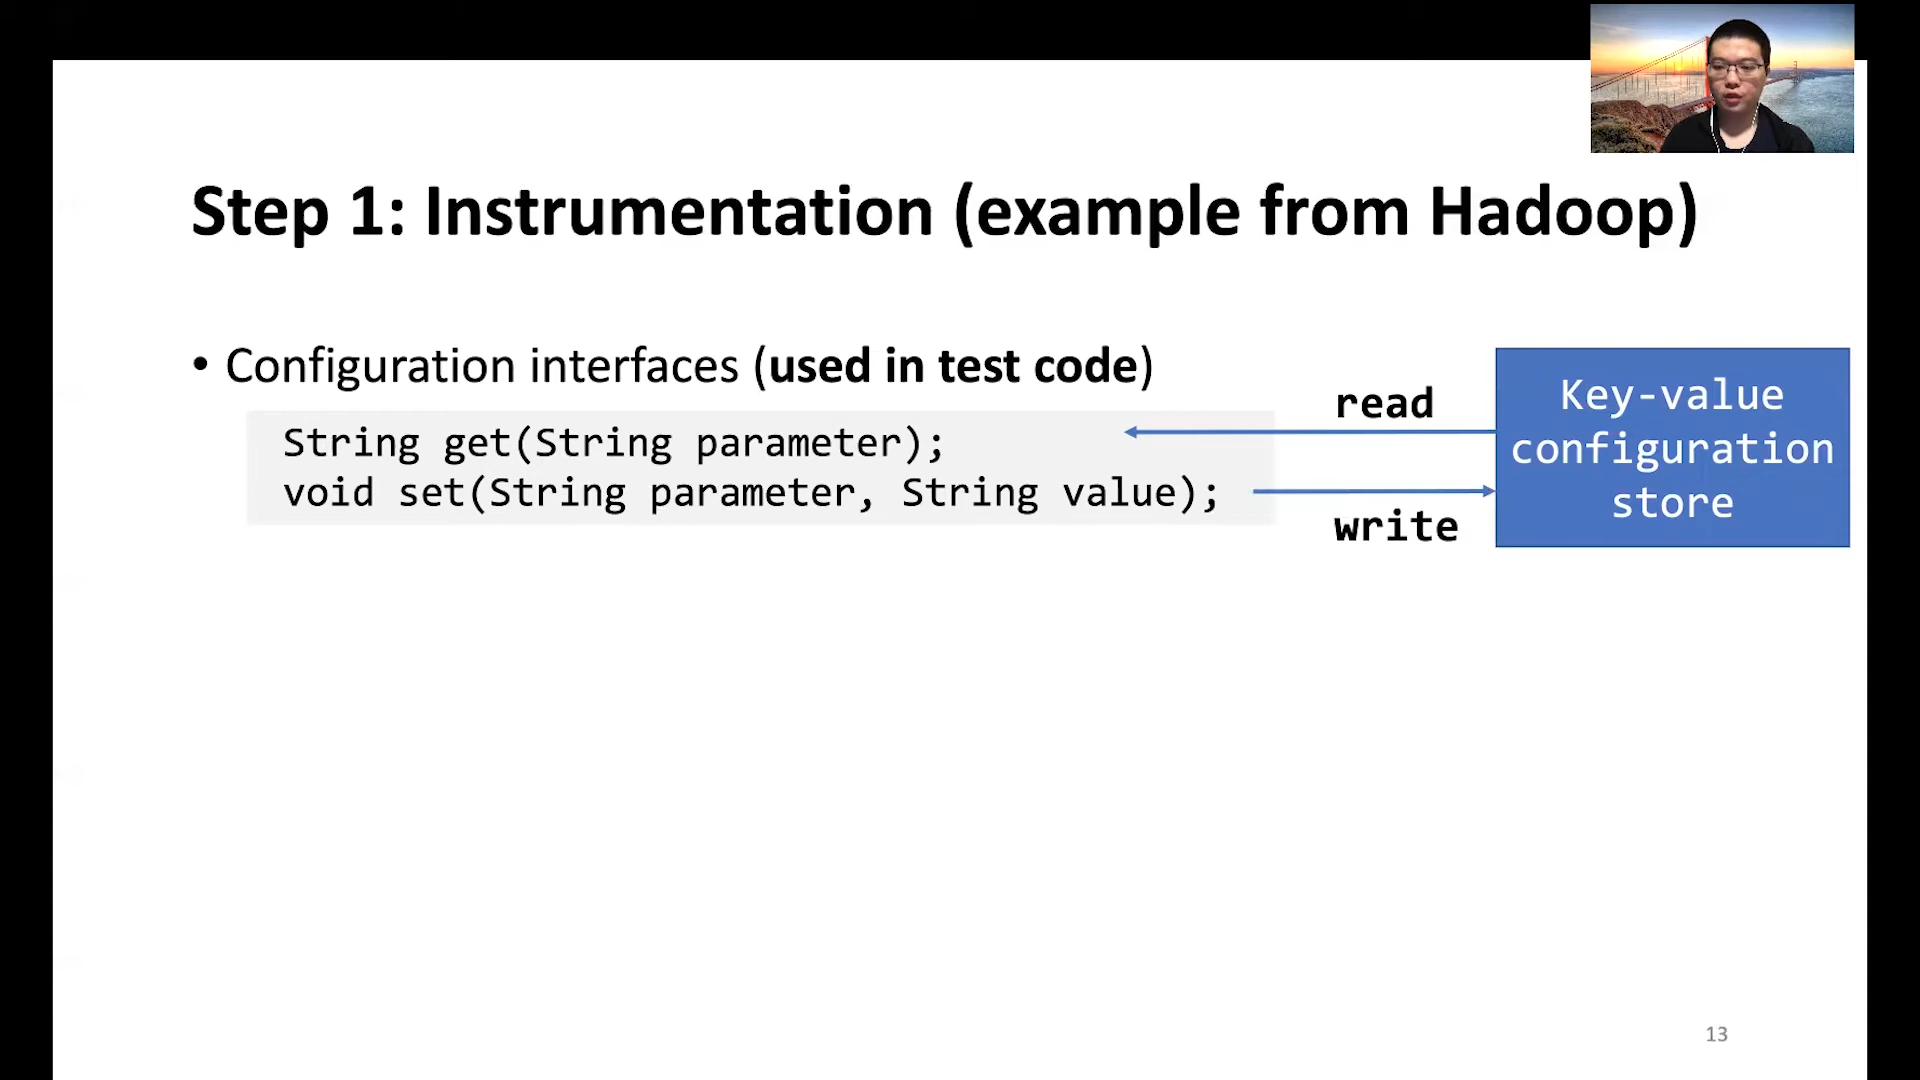 Step 1: Instrumentation (example from Hadoop)
• Configuration interfaces (used in test code)
String get(String parameter);
void set(String parameter, String value);
read
write
Key-value
configuration
store
13